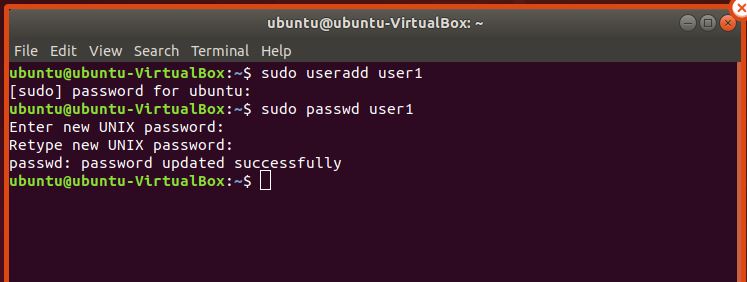 ubuntu@ubuntu-VirtualBox: ~
File Edit View Search Terminal Help
ubuntu@ubuntu-VirtualBox:~$ sudo useradd user1
[sudo] password for ubuntu:
ubuntu@ubuntu-VirtualBox:~$ sudo passwd user1
Enter new UNIX password:
Retype new UNIX password:
passwd: password updated successfully
ubuntu@ubuntu-VirtualBox:~$